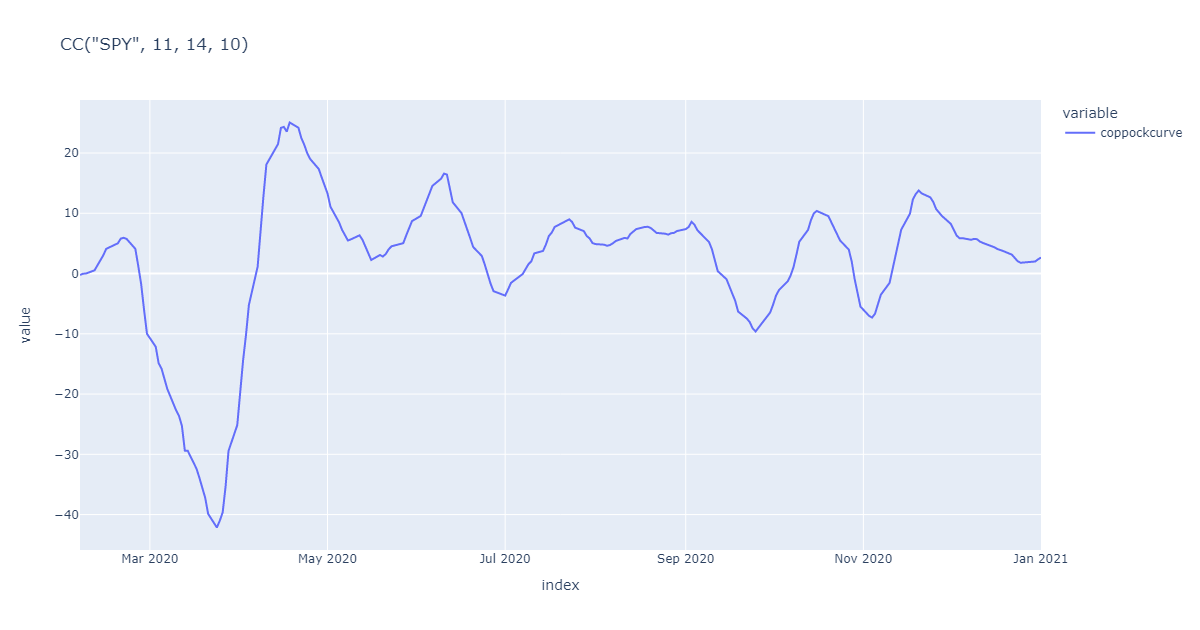 CC("SPY", 11, 14, 10)
variable
coppockcurve
value
20
10
0
−10
−20
−30
−40
Mar 2020 May 2020 Jul 2020 Sep 2020 Nov 2020 Jan 2021
index